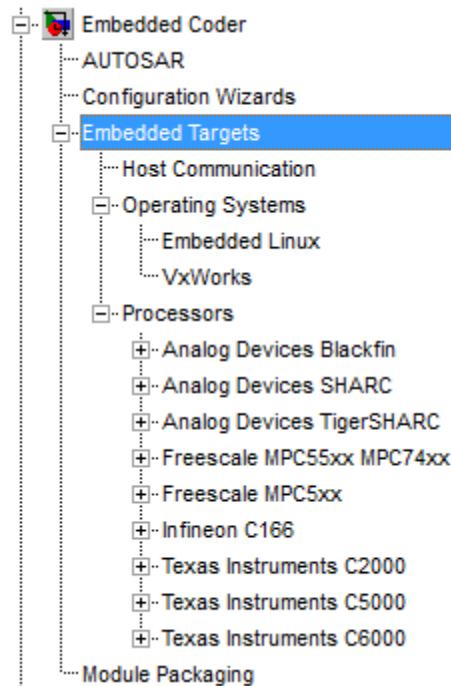 Embedded Coder
AUTOSAR
Configuration Wizards
Embedded Targets
Host Communication
Operating Systems
Embedded Linux
VxWorks
Processors
Analog Devices Blackfin
Analog Devices SHARC
Analog Devices TigerSHARC
Freescale MPC55xx MPC74xx
Freescale MPC5xx
Infineon C166
Texas Instruments C2000
Texas Instruments C5000
Texas Instruments C6000
Module Packaging